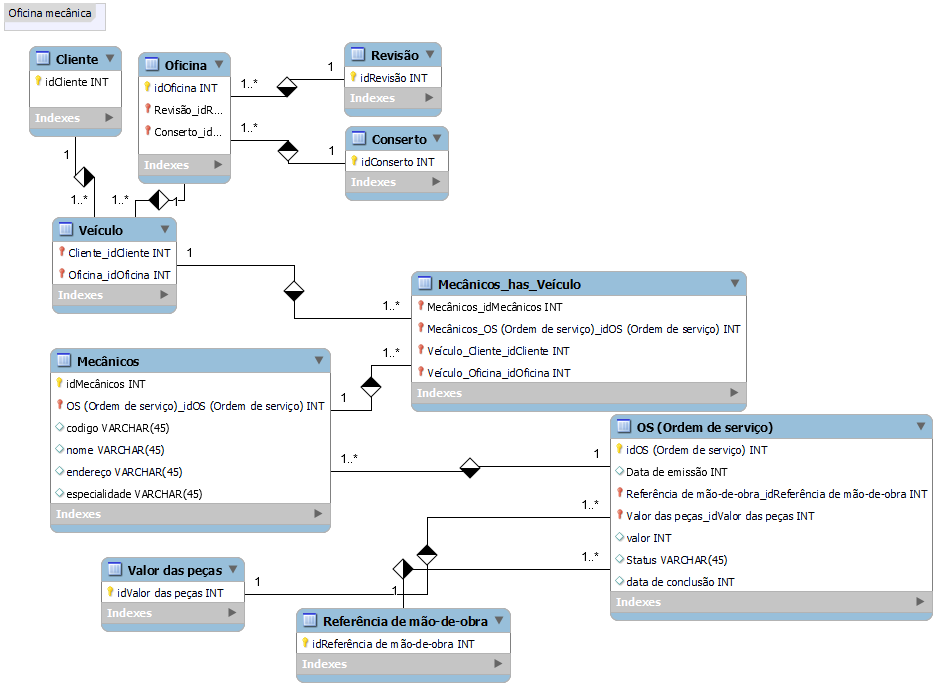 Oficina mecânica
Cliente
idCliente INT
Indexes
Oficina
idOficina INT
Revisão_idR...
Conserto_id...
Indexes
1..*
1
Revisão
idRevisão INT
Indexes
1..*
1
Conserto
idConserto INT
Indexes
1
1..*
1..*
1
Veículo
Cliente_idCliente INT
Oficina_idOficina INT
Indexes
1
1..*
Mecânicos_has_Veículo
Mecânicos_idMecânicos INT
Mecânicos_OS (Ordem de serviço)_idOS (Ordem de serviço) INT
Veículo_Cliente_idCliente INT
Veículo_Oficina_idOficina INT
Indexes
1..*
1
Mecânicos
idMecânicos INT
OS (Ordem de serviço)_idOS (Ordem de serviço) INT
codigo VARCHAR(45)
nome VARCHAR(45)
endereço VARCHAR(45)
especialidade VARCHAR(45)
Indexes
1..*
1
OS (Ordem de serviço)
idOS (Ordem de serviço) INT
Data de emissão INT
Referência de mão-de-obra_idReferência de mão-de-obra INT
Valor das peças_idValor das peças INT
valor INT
Status VARCHAR(45)
data de conclusão INT
Indexes
1..*
1..*
Valor das peças
idValor das peças INT
Indexes
1
1
Referência de mão-de-obra
idReferência de mão-de-obra INT
Indexes